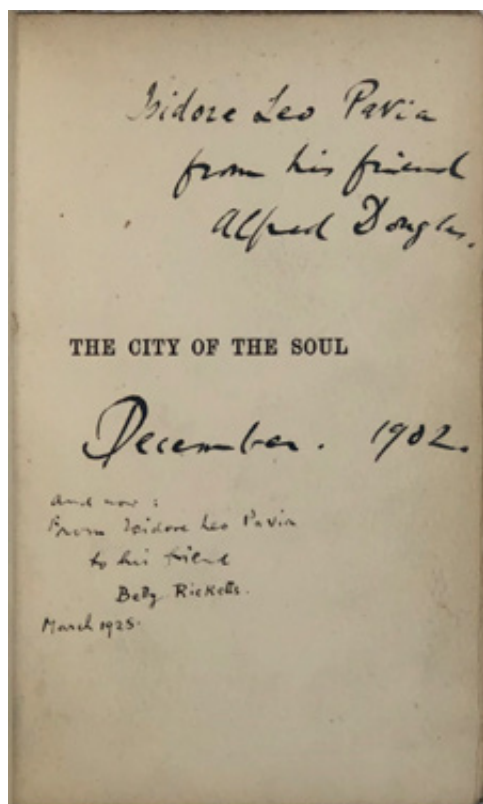 Isidore Leo Pavia
from his friend
Alfred Douglas.
THE CITY OF THE SOUL
December. 1902.
And now:
From Isidore Leo Pavia
to his friend
Betty Ricketts.
March 1925.